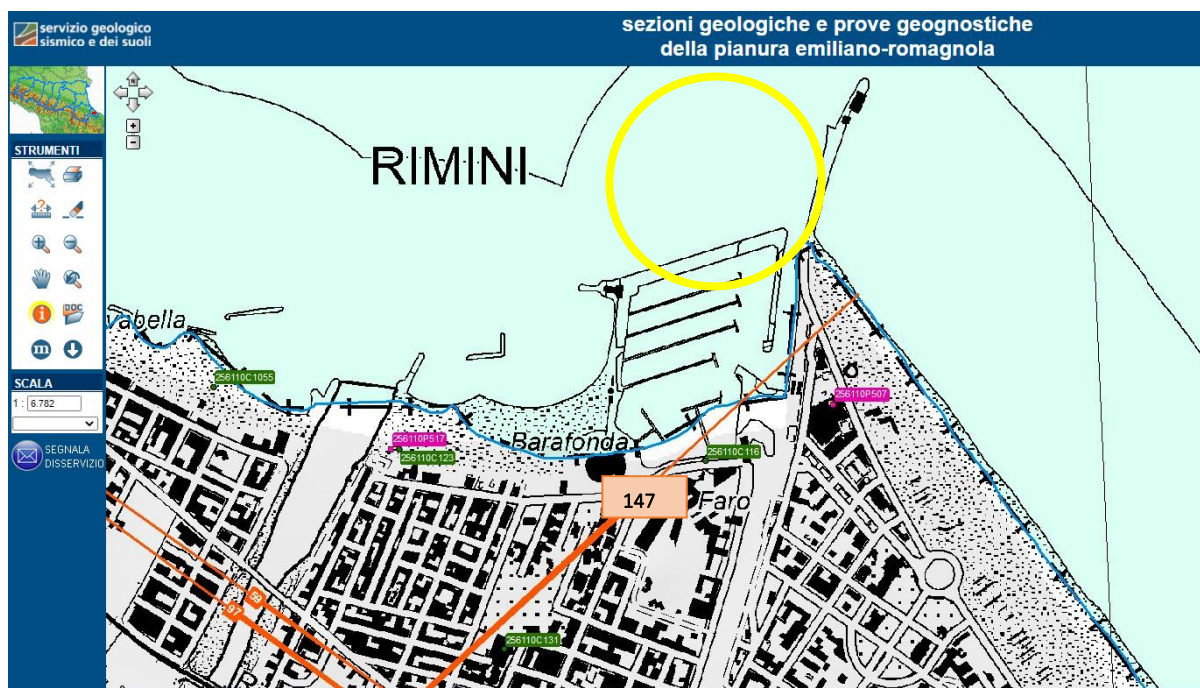 servizio geologico
sismico e dei suoli
sezioni geologiche e prove geognostiche
della pianura emiliano-romagnola
N
STRUMENTI
?
i
DOC
m
SCALA
1 : 6.782
SEGNALA
DISSERVIZIO
RIMINI
vabella
256110C1055
256110P507
256110P517
256110C123
Barafonda
256110C116
147
Faro
59
97
256110C131